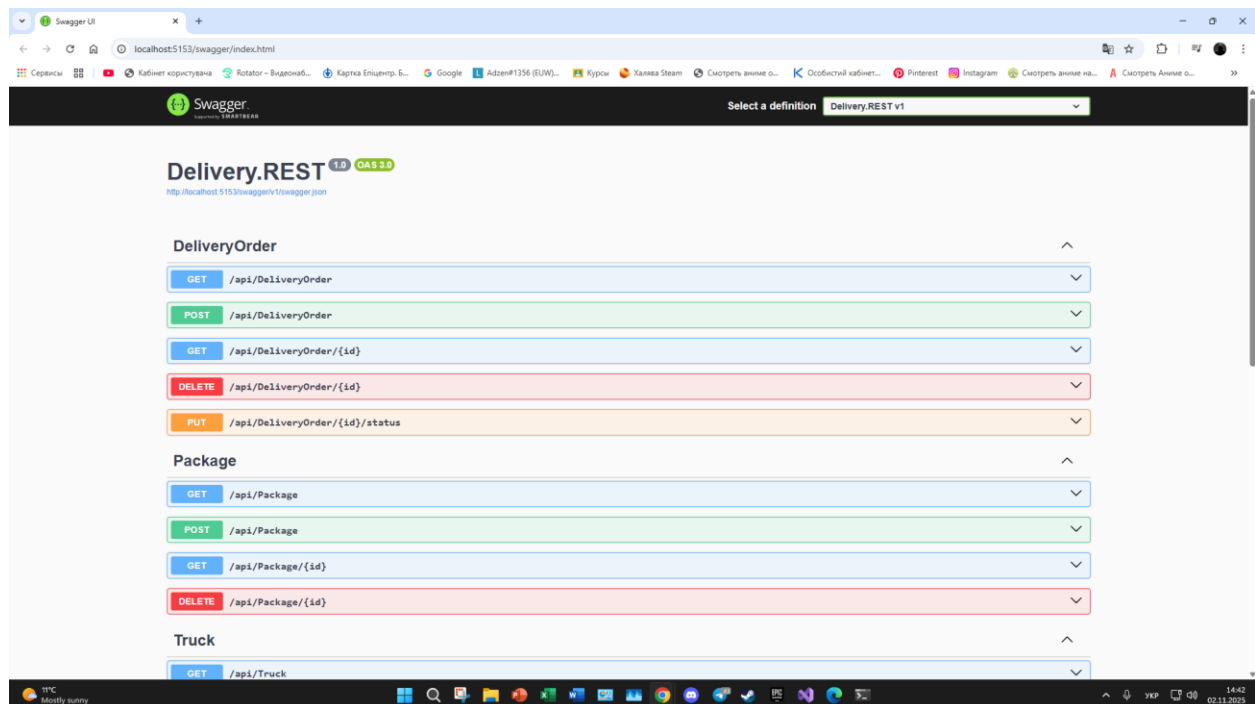 Swagger UI
localhost:5153/swagger/index.html
Сервисы Кабінет користувача Rotator – Видеонаб... Картка Епіцентр. Б... Google Adzen#1356 (EUW)... Курсы Халява Steam Смотреть аниме о... Особистий кабінет... Pinterest Instagram Смотреть аниме на... Смотреть Аниме о...
Swagger.
Supported by SMARTBEAR
Select a definition Delivery.REST v1
Delivery.REST 1.0 OAS 3.0
http://localhost:5153/swagger/v1/swagger.json
DeliveryOrder
GET /api/DeliveryOrder
POST /api/DeliveryOrder
GET /api/DeliveryOrder/{id}
DELETE /api/DeliveryOrder/{id}
PUT /api/DeliveryOrder/{id}/status
Package
GET /api/Package
POST /api/Package
GET /api/Package/{id}
DELETE /api/Package/{id}
Truck
GET /api/Truck
11°C
Mostly sunny
EPIC
УКР
14:42
02.11.2025